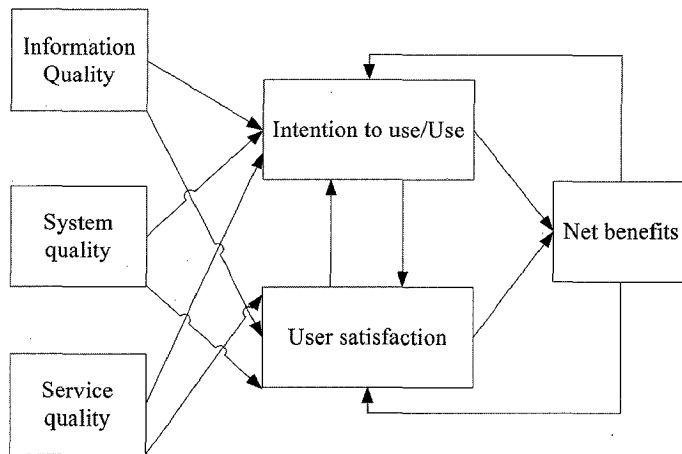 Information
Quality
Intention to use/Use
System
quality
Net benefits
User satisfaction
Service
quality